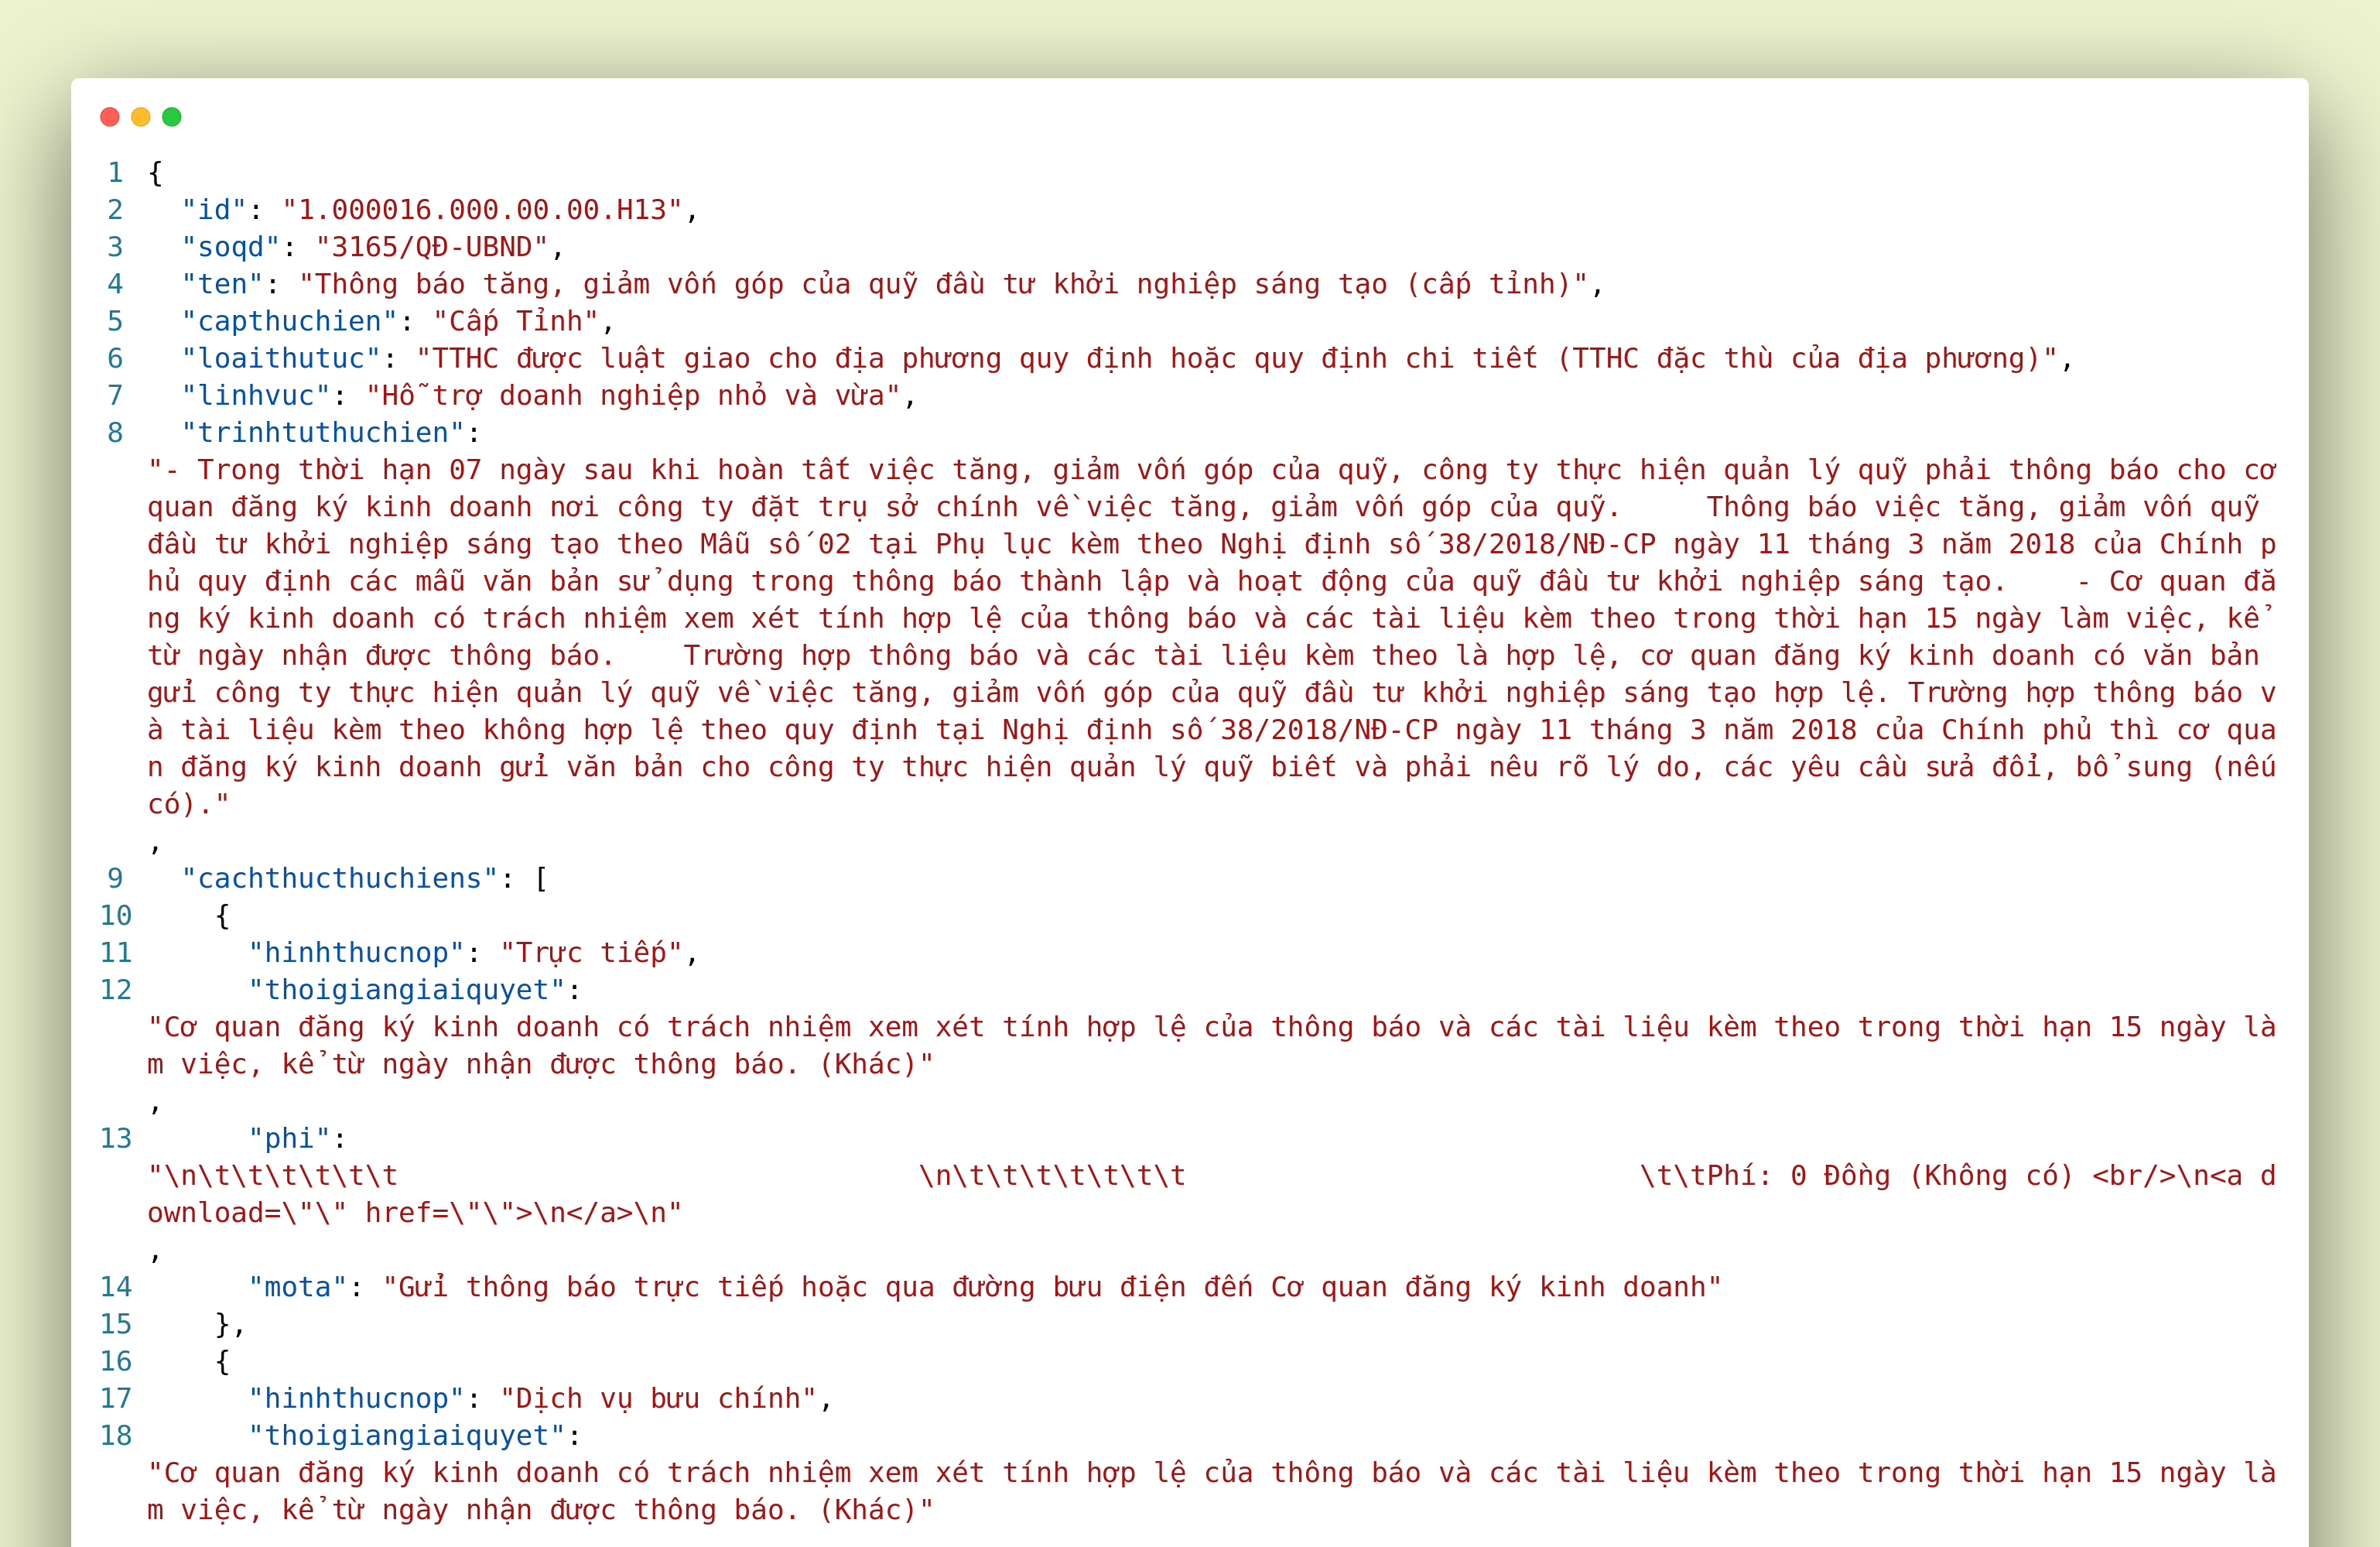 1 {
2   "id": "1.000016.000.00.00.H13",
3   "soqd": "3165/QĐ-UBND",
4   "ten": "Thông báo tăng, giảm vốn góp của quỹ đầu tư khởi nghiệp sáng tạo (cấp tỉnh)",
5   "capthuchien": "Cấp Tỉnh",
6   "loaithutuc": "TTHC được luật giao cho địa phương quy định hoặc quy định chi tiết (TTHC đặc thù của địa phương)",
7   "linhvuc": "Hỗ trợ doanh nghiệp nhỏ và vừa",
8   "trinhtuthuchien":
"- Trong thời hạn 07 ngày sau khi hoàn tất việc tăng, giảm vốn góp của quỹ, công ty thực hiện quản lý quỹ phải thông báo cho cơ
quan đăng ký kinh doanh nơi công ty đặt trụ sở chính về việc tăng, giảm vốn góp của quỹ.     Thông báo việc tăng, giảm vốn quỹ
đầu tư khởi nghiệp sáng tạo theo Mẫu số 02 tại Phụ lục kèm theo Nghị định số 38/2018/NĐ-CP ngày 11 tháng 3 năm 2018 của Chính p
hủ quy định các mẫu văn bản sử dụng trong thông báo thành lập và hoạt động của quỹ đầu tư khởi nghiệp sáng tạo.    - Cơ quan đă
ng ký kinh doanh có trách nhiệm xem xét tính hợp lệ của thông báo và các tài liệu kèm theo trong thời hạn 15 ngày làm việc, kể
từ ngày nhận được thông báo.    Trường hợp thông báo và các tài liệu kèm theo là hợp lệ, cơ quan đăng ký kinh doanh có văn bản
gửi công ty thực hiện quản lý quỹ về việc tăng, giảm vốn góp của quỹ đầu tư khởi nghiệp sáng tạo hợp lệ. Trường hợp thông báo v
à tài liệu kèm theo không hợp lệ theo quy định tại Nghị định số 38/2018/NĐ-CP ngày 11 tháng 3 năm 2018 của Chính phủ thì cơ qua
n đăng ký kinh doanh gửi văn bản cho công ty thực hiện quản lý quỹ biết và phải nêu rõ lý do, các yêu cầu sửa đổi, bổ sung (nếu
có)."
,
9   "cachthucthuchiens": [
10     {
11       "hinhthucnop": "Trực tiếp",
12       "thoigiangiaiquyet":
"Cơ quan đăng ký kinh doanh có trách nhiệm xem xét tính hợp lệ của thông báo và các tài liệu kèm theo trong thời hạn 15 ngày là
m việc, kể từ ngày nhận được thông báo. (Khác)"
,
13       "phi":
"\n\t\t\t\t\t\t                               \n\t\t\t\t\t\t\t                           \t\tPhí: 0 Đồng (Không có) <br/>\n<a d
ownload=\"\" href=\"\">\n</a>\n"
,
14       "mota": "Gửi thông báo trực tiếp hoặc qua đường bưu điện đến Cơ quan đăng ký kinh doanh"
15     },
16     {
17       "hinhthucnop": "Dịch vụ bưu chính",
18       "thoigiangiaiquyet":
"Cơ quan đăng ký kinh doanh có trách nhiệm xem xét tính hợp lệ của thông báo và các tài liệu kèm theo trong thời hạn 15 ngày là
m việc, kể từ ngày nhận được thông báo. (Khác)"